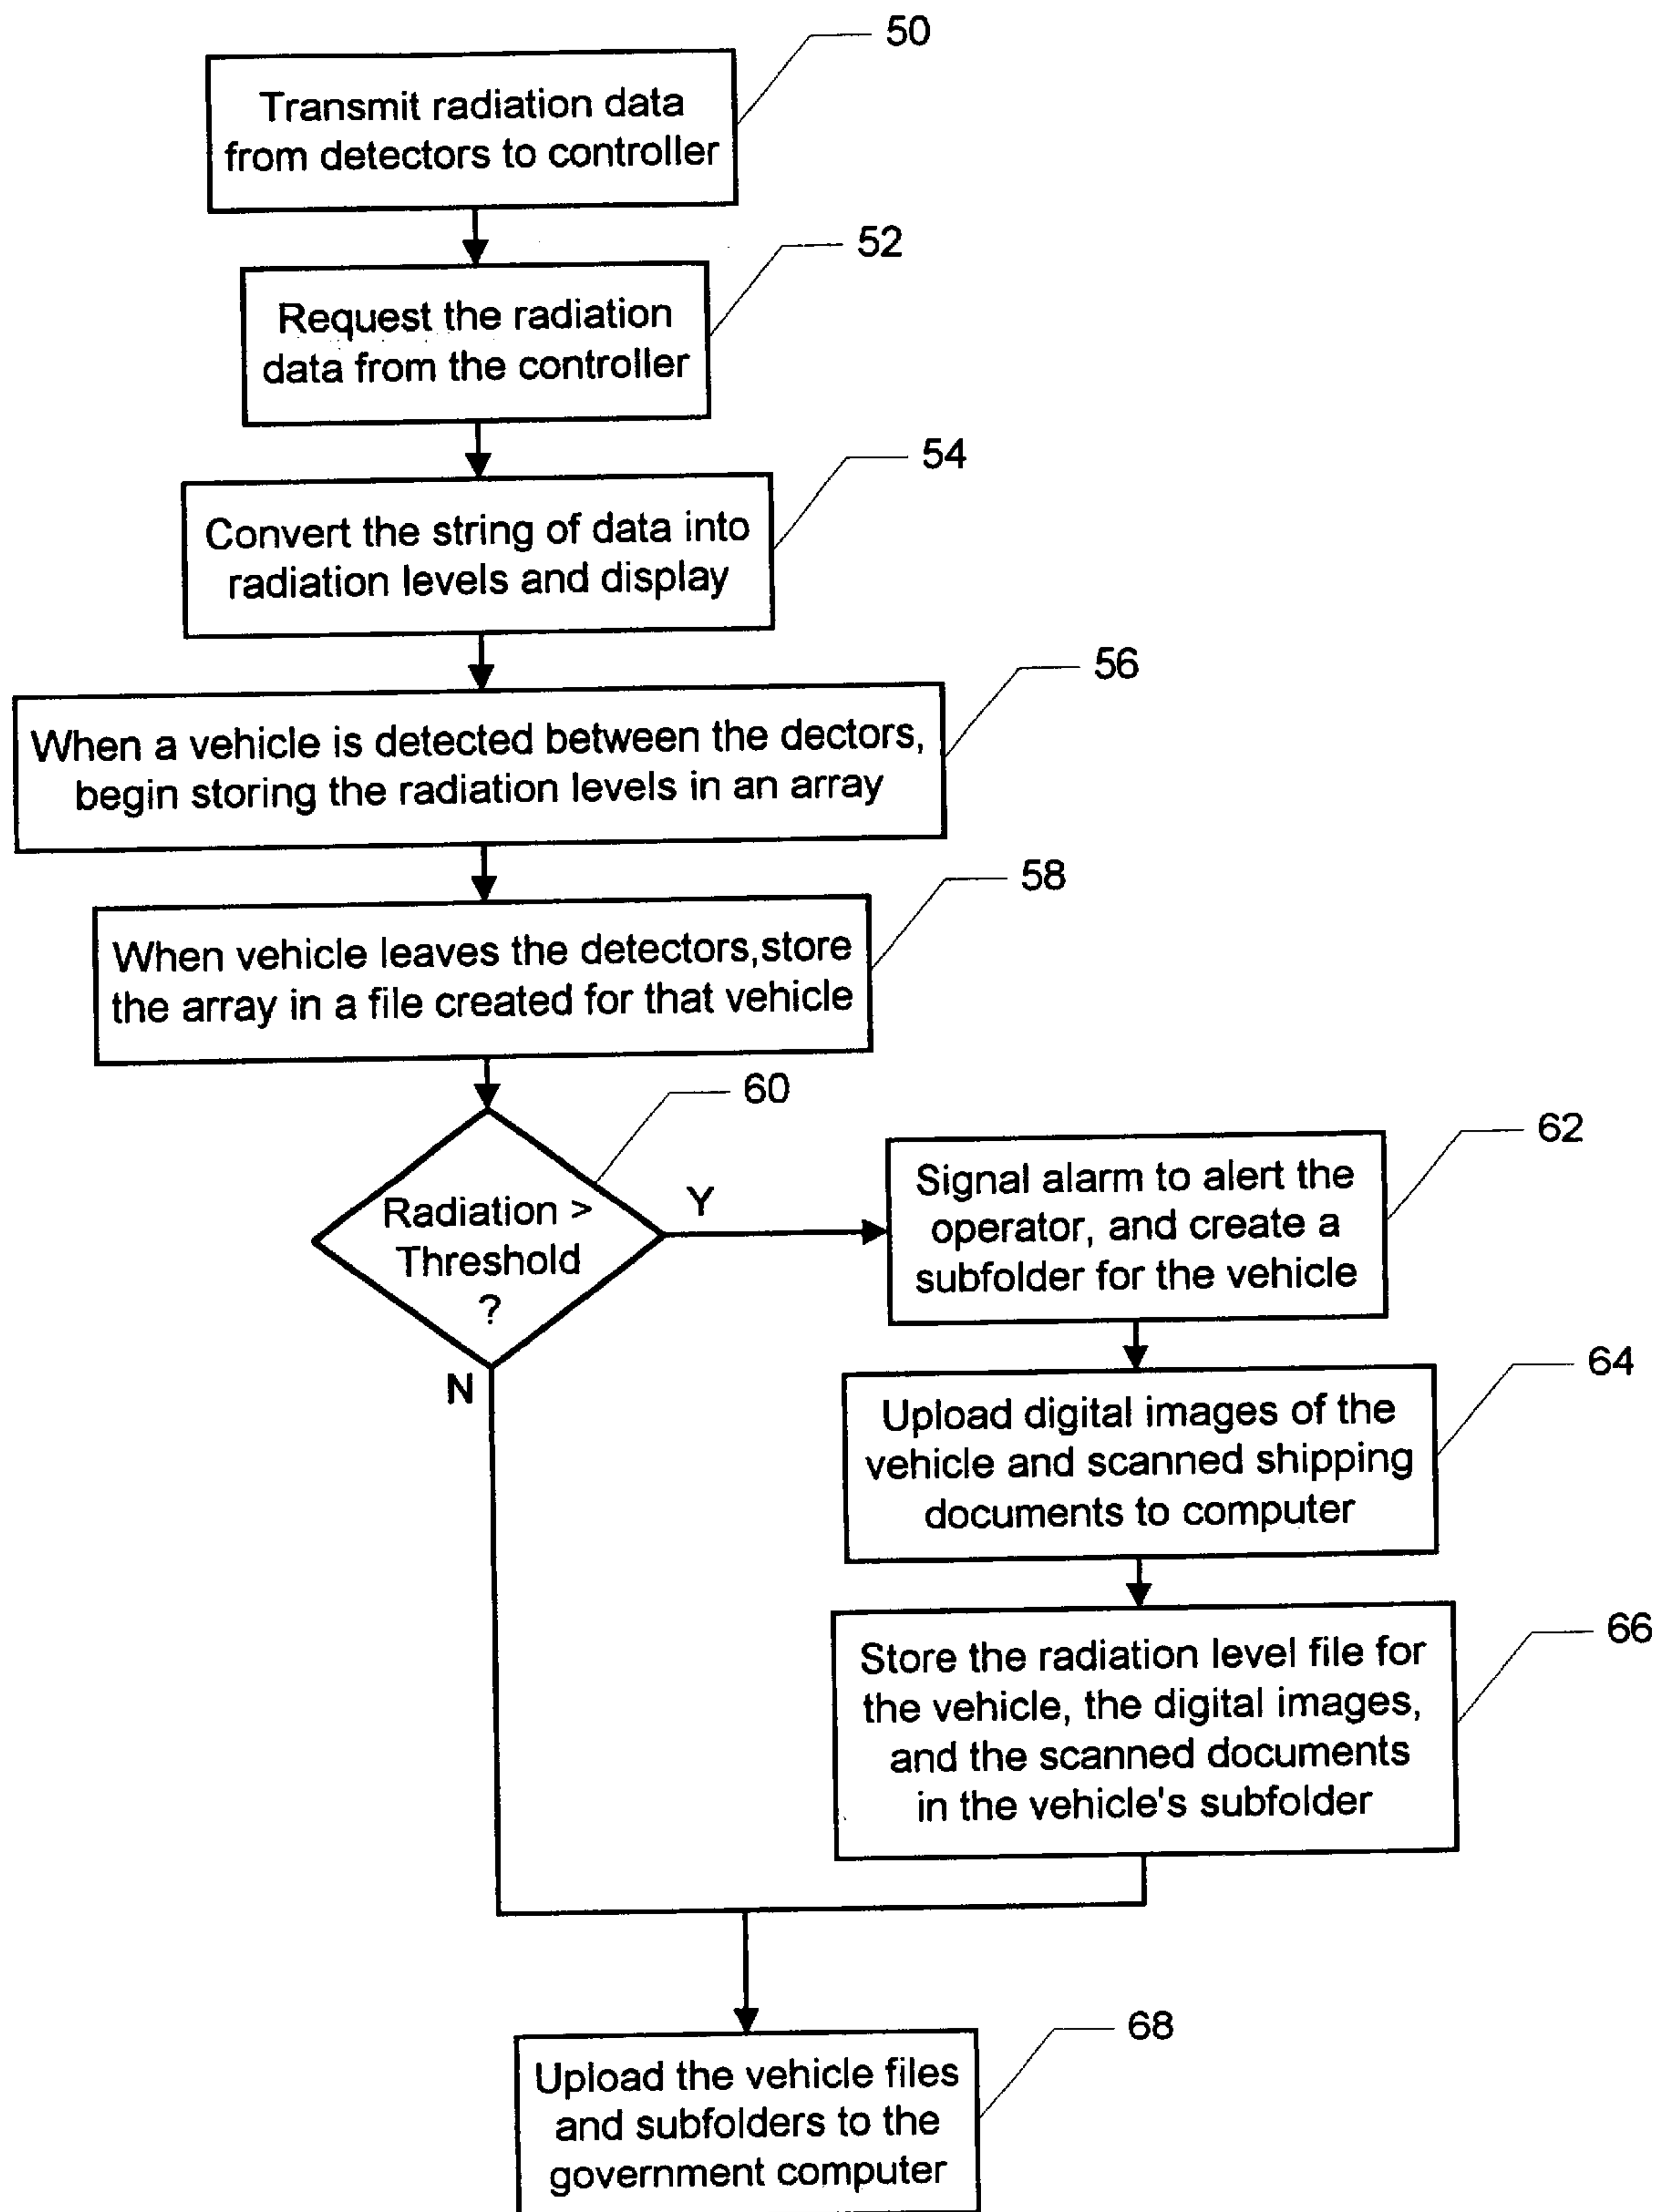 50
Transmit radiation data
from detectors to controller
52
Request the radiation
data from the controller
54
Convert the string of data into
radiation levels and display
56
When a vehicle is detected between the dectors,
begin storing the radiation levels in an array
58
When vehicle leaves the detectors,store
the array in a file created for that vehicle
60
Radiation >
Threshold
?
Y
N
62
Signal alarm to alert the
operator, and create a
subfolder for the vehicle
64
Upload digital images of the
vehicle and scanned shipping
documents to computer
66
Store the radiation level file for
the vehicle, the digital images,
and the scanned documents
in the vehicle's subfolder
68
Upload the vehicle files
and subfolders to the
government computer